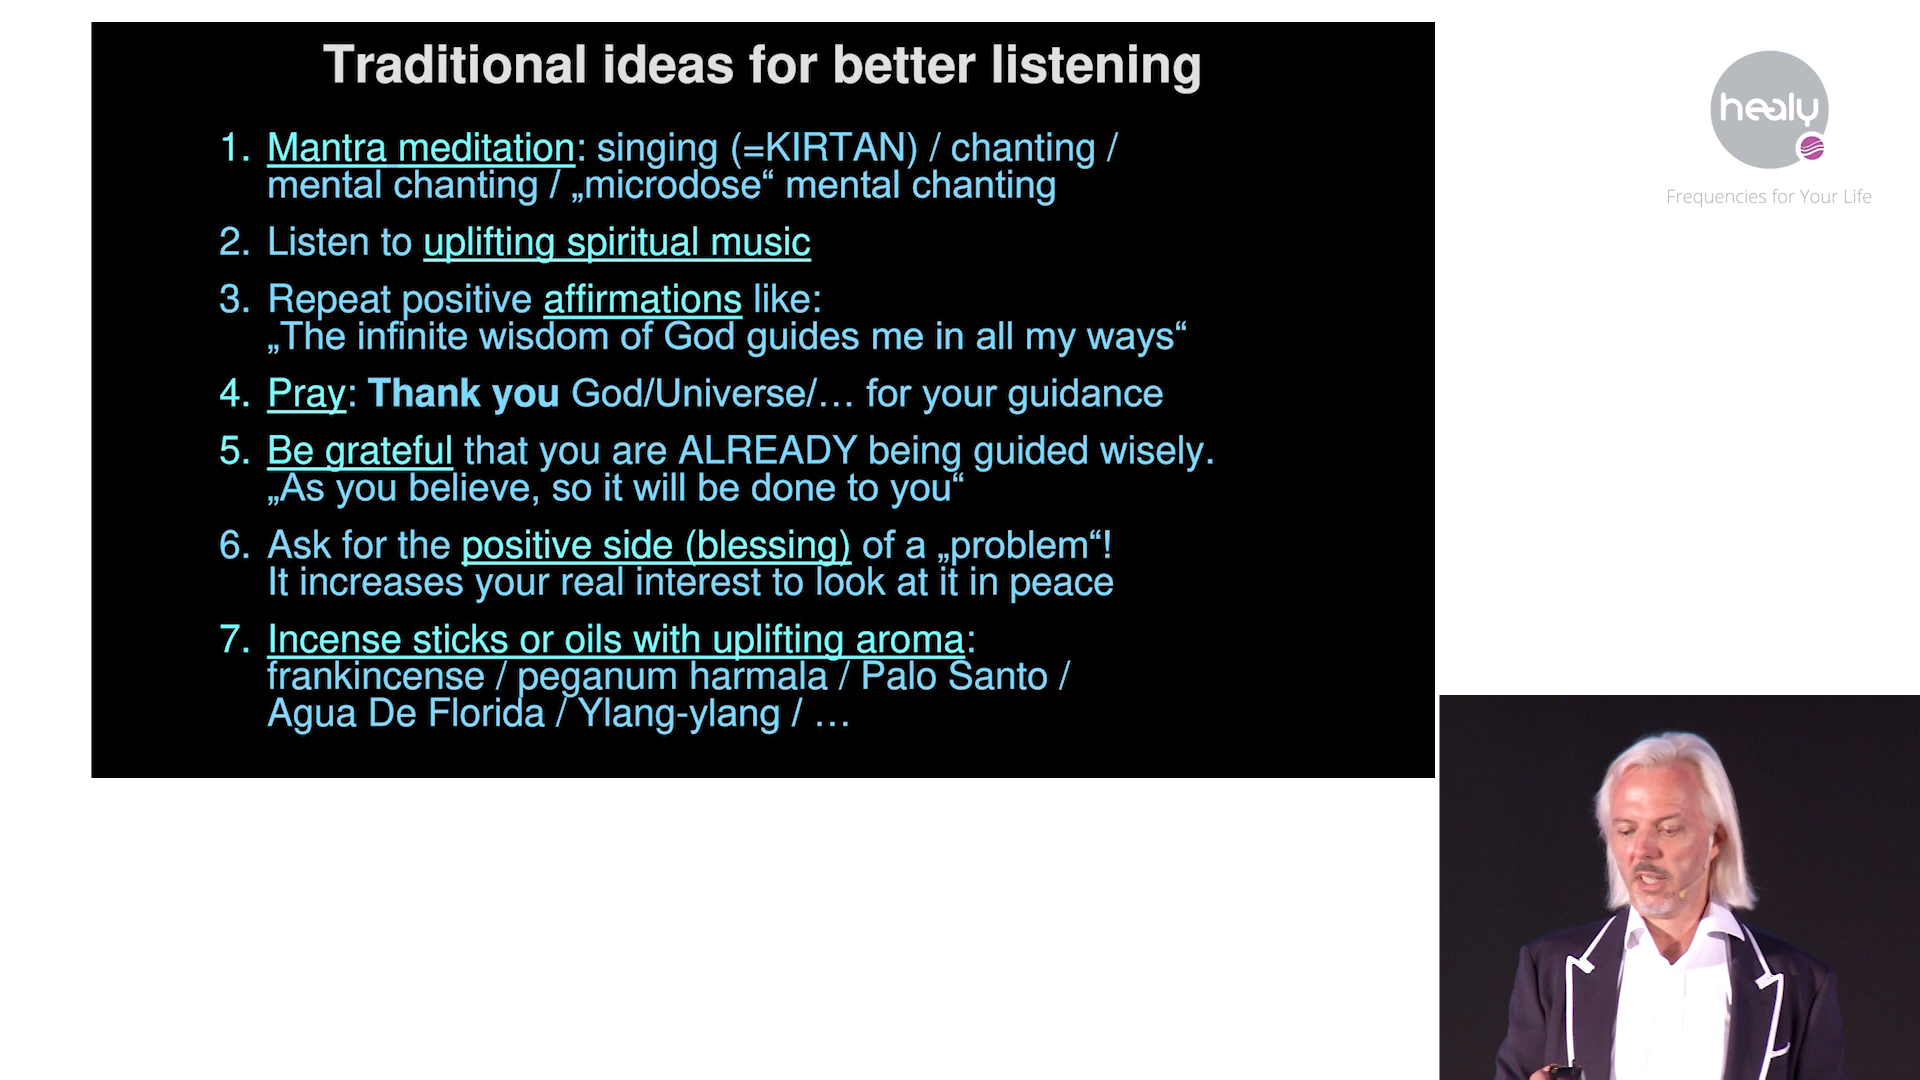 Traditional ideas for better listening
1. Mantra meditation: singing (=KIRTAN) / chanting /
mental chanting / „microdose“ mental chanting
2. Listen to uplifting spiritual music
3. Repeat positive affirmations like:
„The infinite wisdom of God guides me in all my ways“
4. Pray: Thank you God/Universe/… for your guidance
5. Be grateful that you are ALREADY being guided wisely.
„As you believe, so it will be done to you“
6. Ask for the positive side (blessing) of a „problem“!
It increases your real interest to look at it in peace
7. Incense sticks or oils with uplifting aroma:
frankincense / peganum harmala / Palo Santo /
Agua De Florida / Ylang-ylang / …
healy
Frequencies for Your Life